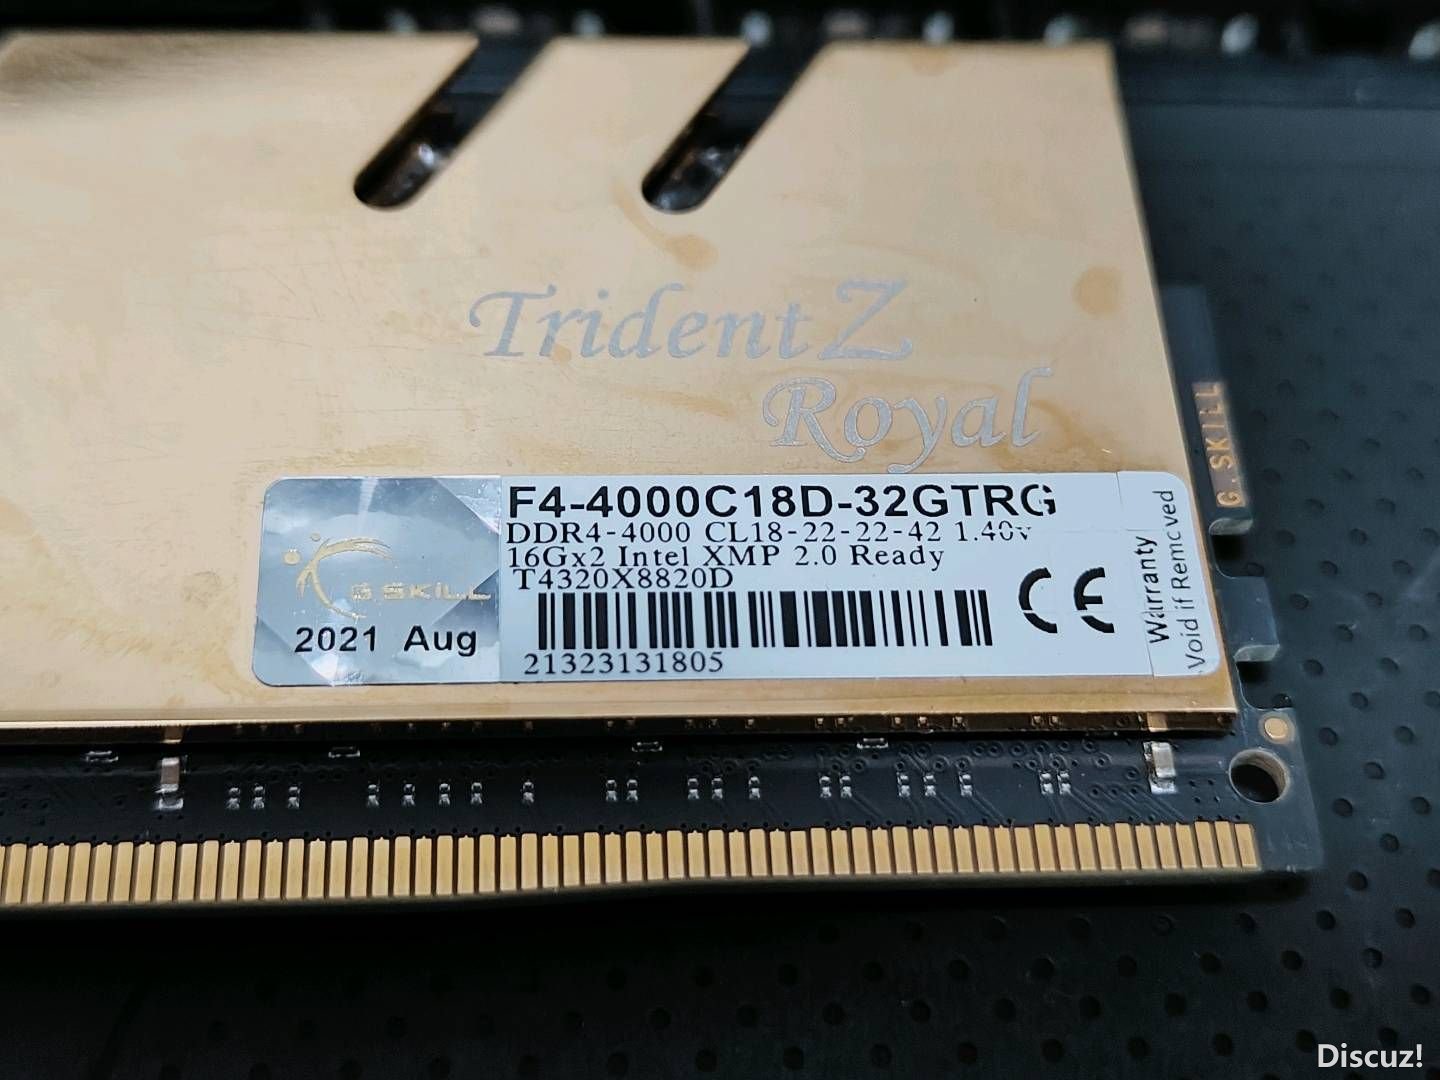 Trident Z
Royal
G.SKILL
F4-4000C18D-32GTRG
DDR4-4000 CL18-22-22-42 1.40v
16Gx2 Intel XMP 2.0 Ready
T4320X8820D
G.SKILL
2021 Aug
21323131805
CE
Warranty
Void if Removed
Discuz!